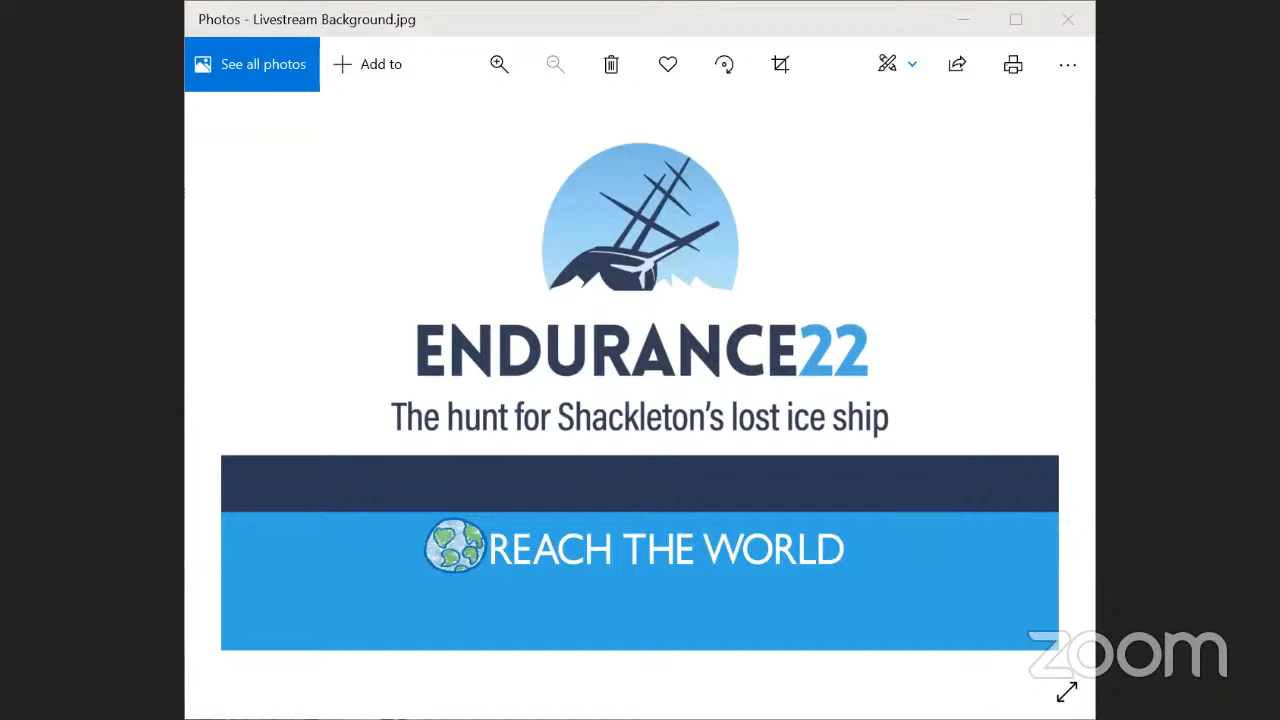 Photos - Livestream Background.jpg
See all photos
Add to
ENDURANCE22
The hunt for Shackleton's lost ice ship
REACH THE WORLD
zoom